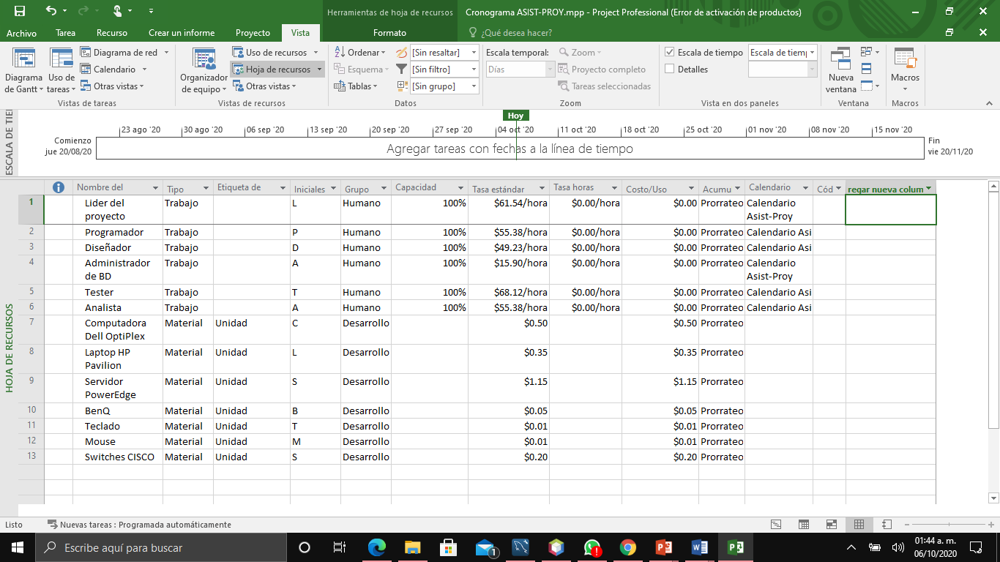 Herramientas de hoja de recursos
Cronograma ASIST-PROY.mpp - Project Professional (Error de activación de productos)
Archivo Tarea Recurso Crear un informe Proyecto Vista Formato ¿Qué desea hacer?
Diagrama de Gantt
Uso de tareas
Diagrama de red
Calendario
Otras vistas
Vistas de tareas
Organizador de equipo
Uso de recursos
Hoja de recursos
Otras vistas
Vistas de recursos
Ordenar
Esquema
Tablas
[Sin resaltar]
[Sin filtro]
[Sin grupo]
Datos
Escala temporal:
Días
Zoom
Proyecto completo
Tareas seleccionadas
Zoom
Escala de tiempo Escala de tiemp
Detalles
Vista en dos paneles
Nueva ventana
Ventana
Macros
Macros
ESCALA DE TIE
Hoy
23 ago '20 30 ago '20 06 sep '20 13 sep '20 20 sep '20 27 sep '20 04 oct '20 11 oct '20 18 oct '20 25 oct '20 01 nov '20 08 nov '20 15 nov '20
Comienzo
jue 20/08/20
Agregar tareas con fechas a la línea de tiempo
Fin
vie 20/11/20
HOJA DE RECURSOS
Nombre del Tipo Etiqueta de Iniciales Grupo Capacidad Tasa estándar Tasa horas Costo/Uso Acumu Calendario Cód regar nueva colum
1 Lider del Trabajo L Humano 100% $61.54/hora $0.00/hora $0.00 Prorrateo Calendario
proyecto Asist-Proy
2 Programador Trabajo P Humano 100% $55.38/hora $0.00/hora $0.00 Prorrateo Calendario Asi
3 Diseñador Trabajo D Humano 100% $49.23/hora $0.00/hora $0.00 Prorrateo Calendario Asi
4 Administrador Trabajo A Humano 100% $15.90/hora $0.00/hora $0.00 Prorrateo Calendario
de BD Asist-Proy
5 Tester Trabajo T Humano 100% $68.12/hora $0.00/hora $0.00 Prorrateo Calendario Asi
6 Analista Trabajo A Humano 100% $55.38/hora $0.00/hora $0.00 Prorrateo Calendario Asi
7 Computadora Material Unidad C Desarrollo $0.50 $0.50 Prorrateo
Dell OptiPlex
8 Laptop HP Material Unidad L Desarrollo $0.35 $0.35 Prorrateo
Pavilion
9 Servidor Material Unidad S Desarrollo $1.15 $1.15 Prorrateo
PowerEdge
10 BenQ Material Unidad B Desarrollo $0.05 $0.05 Prorrateo
11 Teclado Material Unidad T Desarrollo $0.01 $0.01 Prorrateo
12 Mouse Material Unidad M Desarrollo $0.01 $0.01 Prorrateo
13 Switches CISCO Material Unidad S Desarrollo $0.20 $0.20 Prorrateo
Listo Nuevas tareas : Programada automáticamente
Escribe aquí para buscar
1
01:44 a. m.
06/10/2020